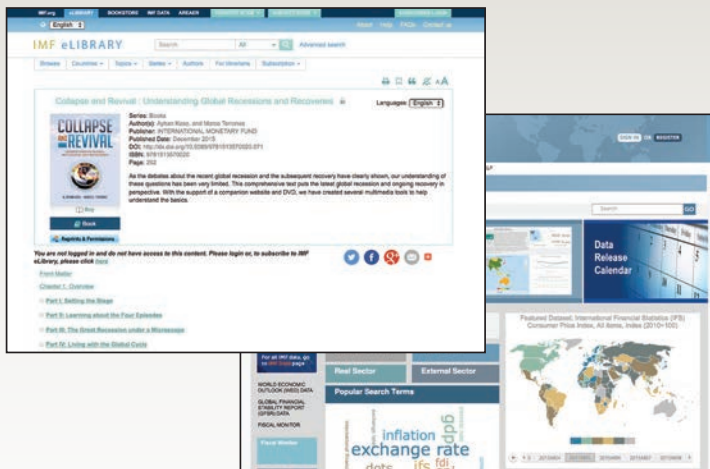 IMF.org eLIBRARY BOOKSTORE IMF DATA AREAER
English
About Help FAQs Contact us
IMF eLIBRARY
Search All Advanced search
Browse Countries Topics Series Authors For librarians Subscription
Collapse and Revival : Understanding Global Recessions and Recoveries
Languages: English
COLLAPSE
AND
REVIVAL
Series: Books
Author(s): Ayhan Kose, and Marco Terrones
Publisher: INTERNATIONAL MONETARY FUND
Published Date: December 2015
DOI: http://dx.doi.org/10.5089/9781513570020.071
ISBN: 9781513570020
Page: 292
As the debates about the recent global recession and the subsequent recovery have clearly shown, our understanding of
these questions has been very limited. This comprehensive text puts the latest global recession and ongoing recovery in
perspective. With the support of a companion website and DVD, we have created several multimedia tools to help
understand the basics.
Buy
Book
Reprints & Permissions
You are not logged in and do not have access to this content. Please login or, to subscribe to IMF
eLibrary, please click here
Front Matter
Chapter 1. Overview
Part I: Setting the Stage
Part II: Learning about the Four Episodes
Part III: The Great Recession under a Microscope
Part IV: Living with the Global Cycle
SIGN IN OR REGISTER
Search GO
Data
Release
Calendar
Featured Dataset: International Financial Statistics (IFS)
Consumer Price Index, All items, Index (2010=100)
For all IMF data, go
page
Real Sector External Sector
WORLD ECONOMIC
OUTLOOK (WEO) DATA
GLOBAL FINANCIAL
STABILITY REPORT
(GFSR) DATA
FISCAL MONITOR
Fiscal Monitor
Popular Search Terms
inflation
gdp
exchange rate
dots ifs fdi